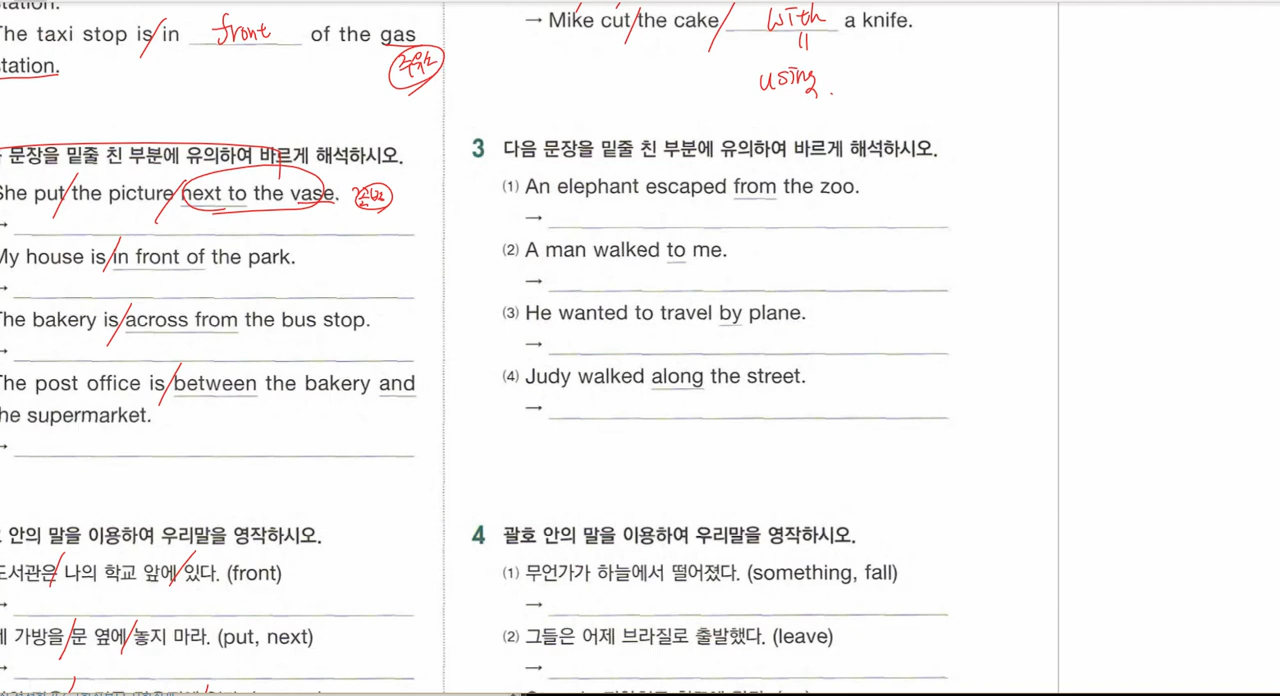 The taxi stop is in front of the gas
station.
주유소
문장을 밑줄 친 부분에 유의하여 바르게 해석하시오.
She put the picture next to the vase. 꽃병
→
My house is in front of the park.
→
The bakery is across from the bus stop.
→
The post office is between the bakery and
the supermarket.
→
안의 말을 이용하여 우리말을 영작하시오.
도서관은 나의 학교 앞에 있다. (front)
→
가방을 문 옆에 놓지 마라. (put, next)
→
→ Mike cut the cake with a knife.
=
using.
3 다음 문장을 밑줄 친 부분에 유의하여 바르게 해석하시오.
(1) An elephant escaped from the zoo.
→
(2) A man walked to me.
→
(3) He wanted to travel by plane.
→
(4) Judy walked along the street.
→
4 괄호 안의 말을 이용하여 우리말을 영작하시오.
(1) 무언가가 하늘에서 떨어졌다. (something, fall)
→
(2) 그들은 어제 브라질로 출발했다. (leave)
→